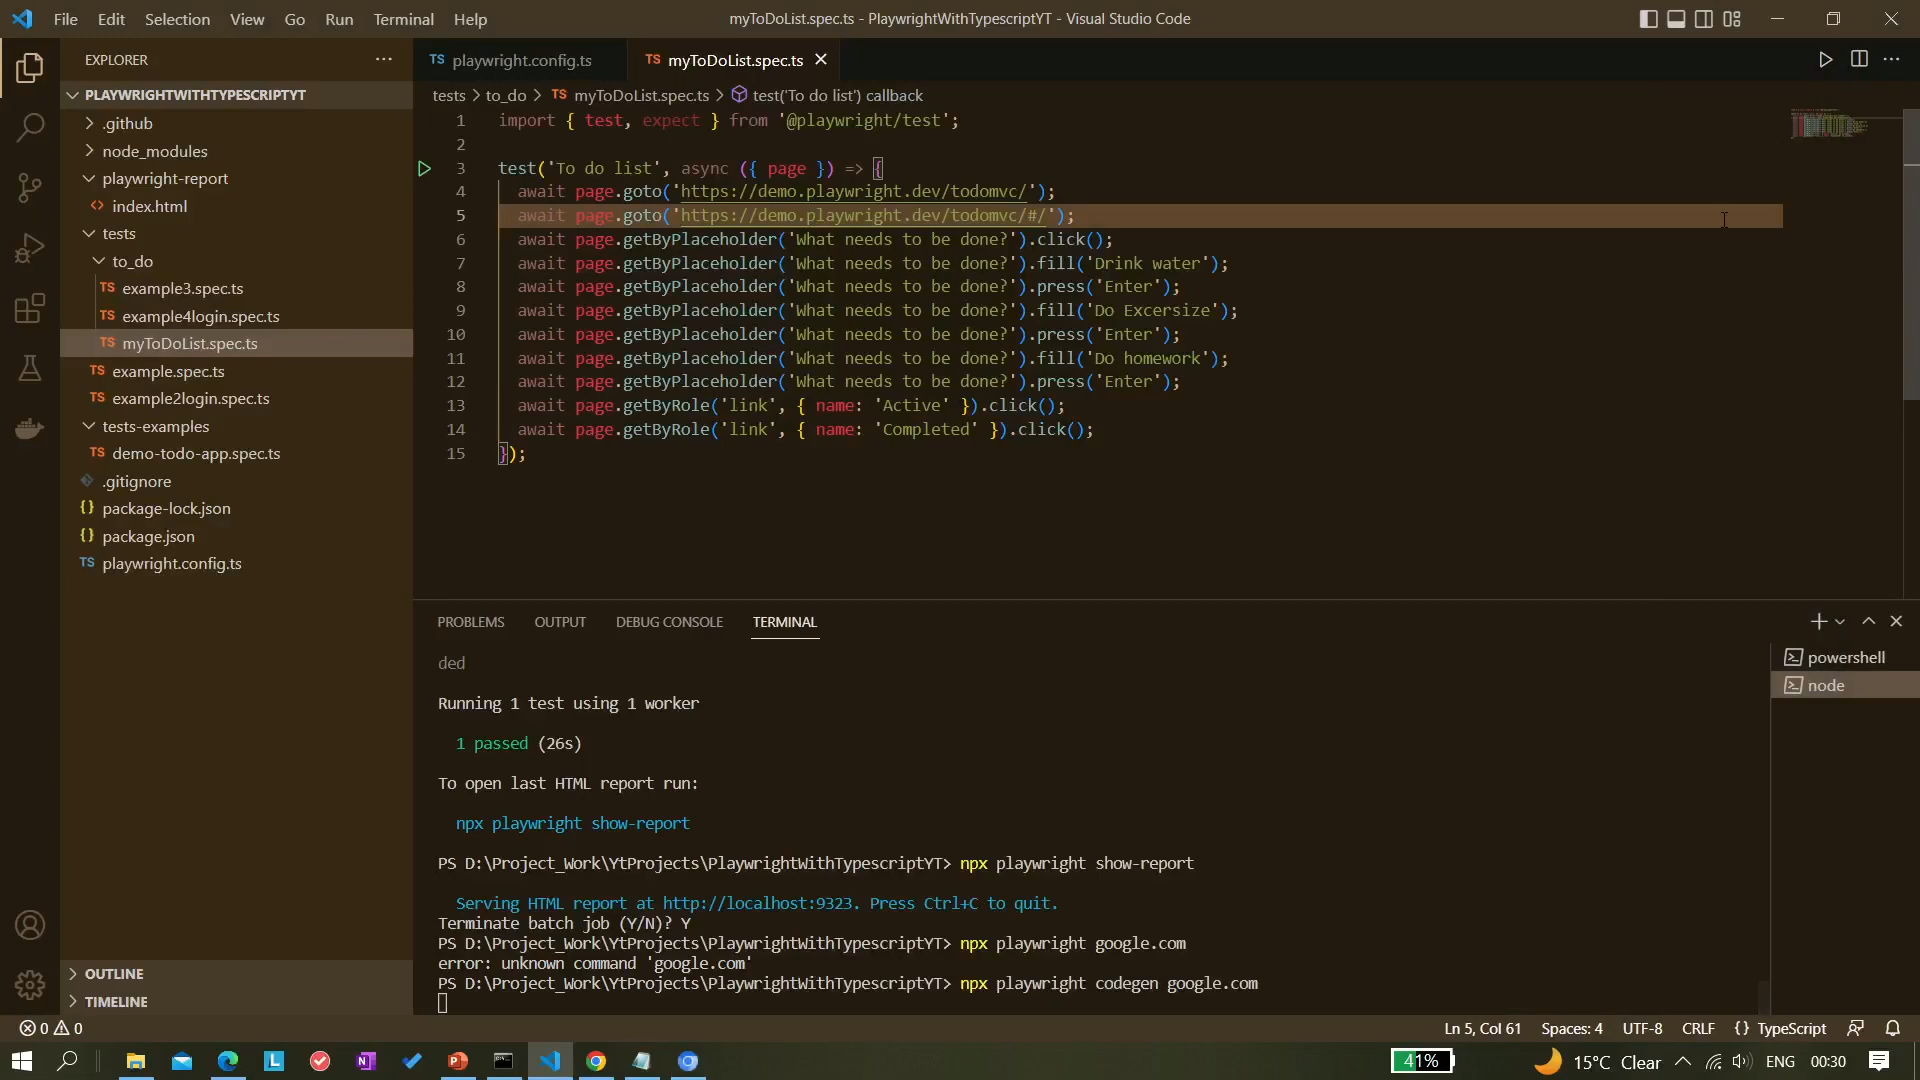 File Edit Selection View Go Run Terminal Help
myToDoList.spec.ts - PlaywrightWithTypescriptYT - Visual Studio Code
EXPLORER
PLAYWRIGHTWITHTYPESCRIPTYT
.github
node_modules
playwright-report
index.html
tests
to_do
example3.spec.ts
example4login.spec.ts
myToDoList.spec.ts
example.spec.ts
example2login.spec.ts
tests-examples
demo-todo-app.spec.ts
.gitignore
package-lock.json
package.json
playwright.config.ts
OUTLINE
TIMELINE
TS playwright.config.ts TS myToDoList.spec.ts
tests > to_do > TS myToDoList.spec.ts > test('To do list') callback
1 import { test, expect } from '@playwright/test';
2
3 test('To do list', async ({ page }) => {
4 await page.goto('https://demo.playwright.dev/todomvc/');
5 await page.goto('https://demo.playwright.dev/todomvc/#/');
6 await page.getByPlaceholder('What needs to be done?').click();
7 await page.getByPlaceholder('What needs to be done?').fill('Drink water');
8 await page.getByPlaceholder('What needs to be done?').press('Enter');
9 await page.getByPlaceholder('What needs to be done?').fill('Do Excersize');
10 await page.getByPlaceholder('What needs to be done?').press('Enter');
11 await page.getByPlaceholder('What needs to be done?').fill('Do homework');
12 await page.getByPlaceholder('What needs to be done?').press('Enter');
13 await page.getByRole('link', { name: 'Active' }).click();
14 await page.getByRole('link', { name: 'Completed' }).click();
15 });
PROBLEMS OUTPUT DEBUG CONSOLE TERMINAL
powershell
node
ded
Running 1 test using 1 worker
1 passed (26s)
To open last HTML report run:
npx playwright show-report
PS D:\Project_Work\YtProjects\PlaywrightWithTypescriptYT> npx playwright show-report
Serving HTML report at http://localhost:9323. Press Ctrl+C to quit.
Terminate batch job (Y/N)? Y
PS D:\Project_Work\YtProjects\PlaywrightWithTypescriptYT> npx playwright google.com
error: unknown command 'google.com'
PS D:\Project_Work\YtProjects\PlaywrightWithTypescriptYT> npx playwright codegen google.com
0 0 Ln 5, Col 61 Spaces: 4 UTF-8 CRLF {} TypeScript
41% 15°C Clear ENG 00:30